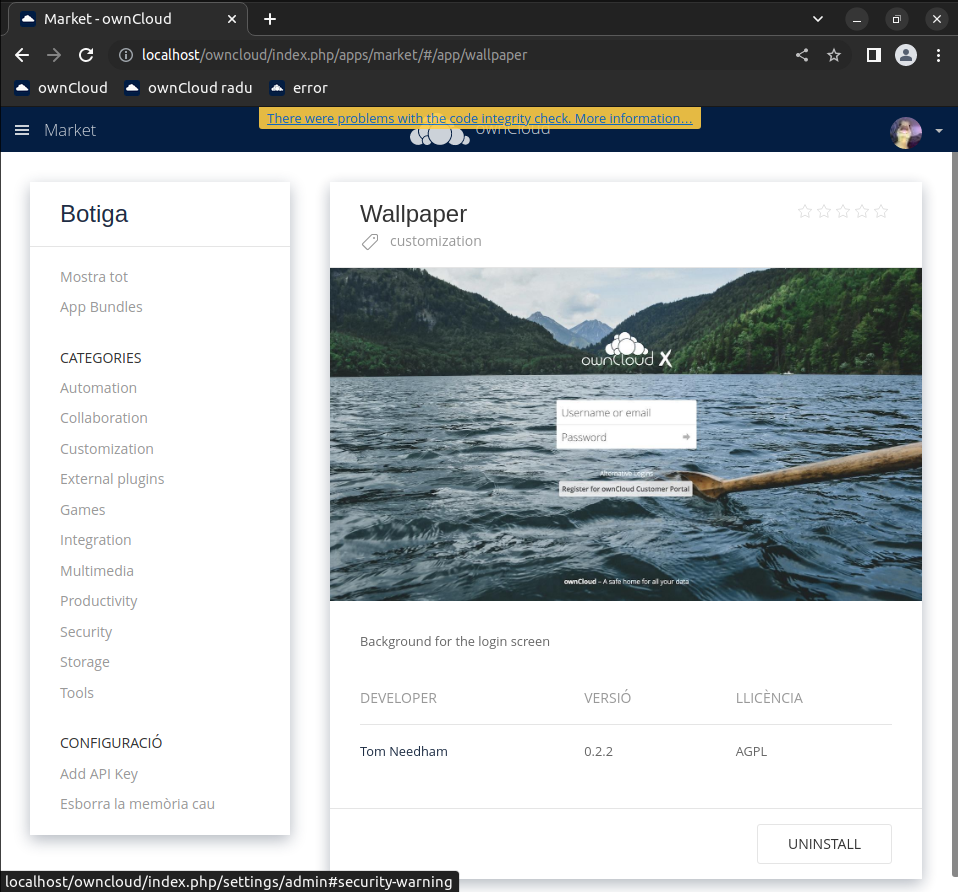 Market - ownCloud
localhost/owncloud/index.php/apps/market/#/app/wallpaper
ownCloud
ownCloud radu
error
Market
There were problems with the code integrity check. More information…
ownCloud
Botiga
Mostra tot
App Bundles
CATEGORIES
Automation
Collaboration
Customization
External plugins
Games
Integration
Multimedia
Productivity
Security
Storage
Tools
CONFIGURACIÓ
Add API Key
Esborra la memòria cau
Wallpaper
customization
ownCloud X
Username or email
Password
Alternative Logins
Register for ownCloud Customer Portal
ownCloud – A safe home for all your data
Background for the login screen
DEVELOPER VERSIÓ LLICÈNCIA
Tom Needham 0.2.2 AGPL
UNINSTALL
localhost/owncloud/index.php/settings/admin#security-warning